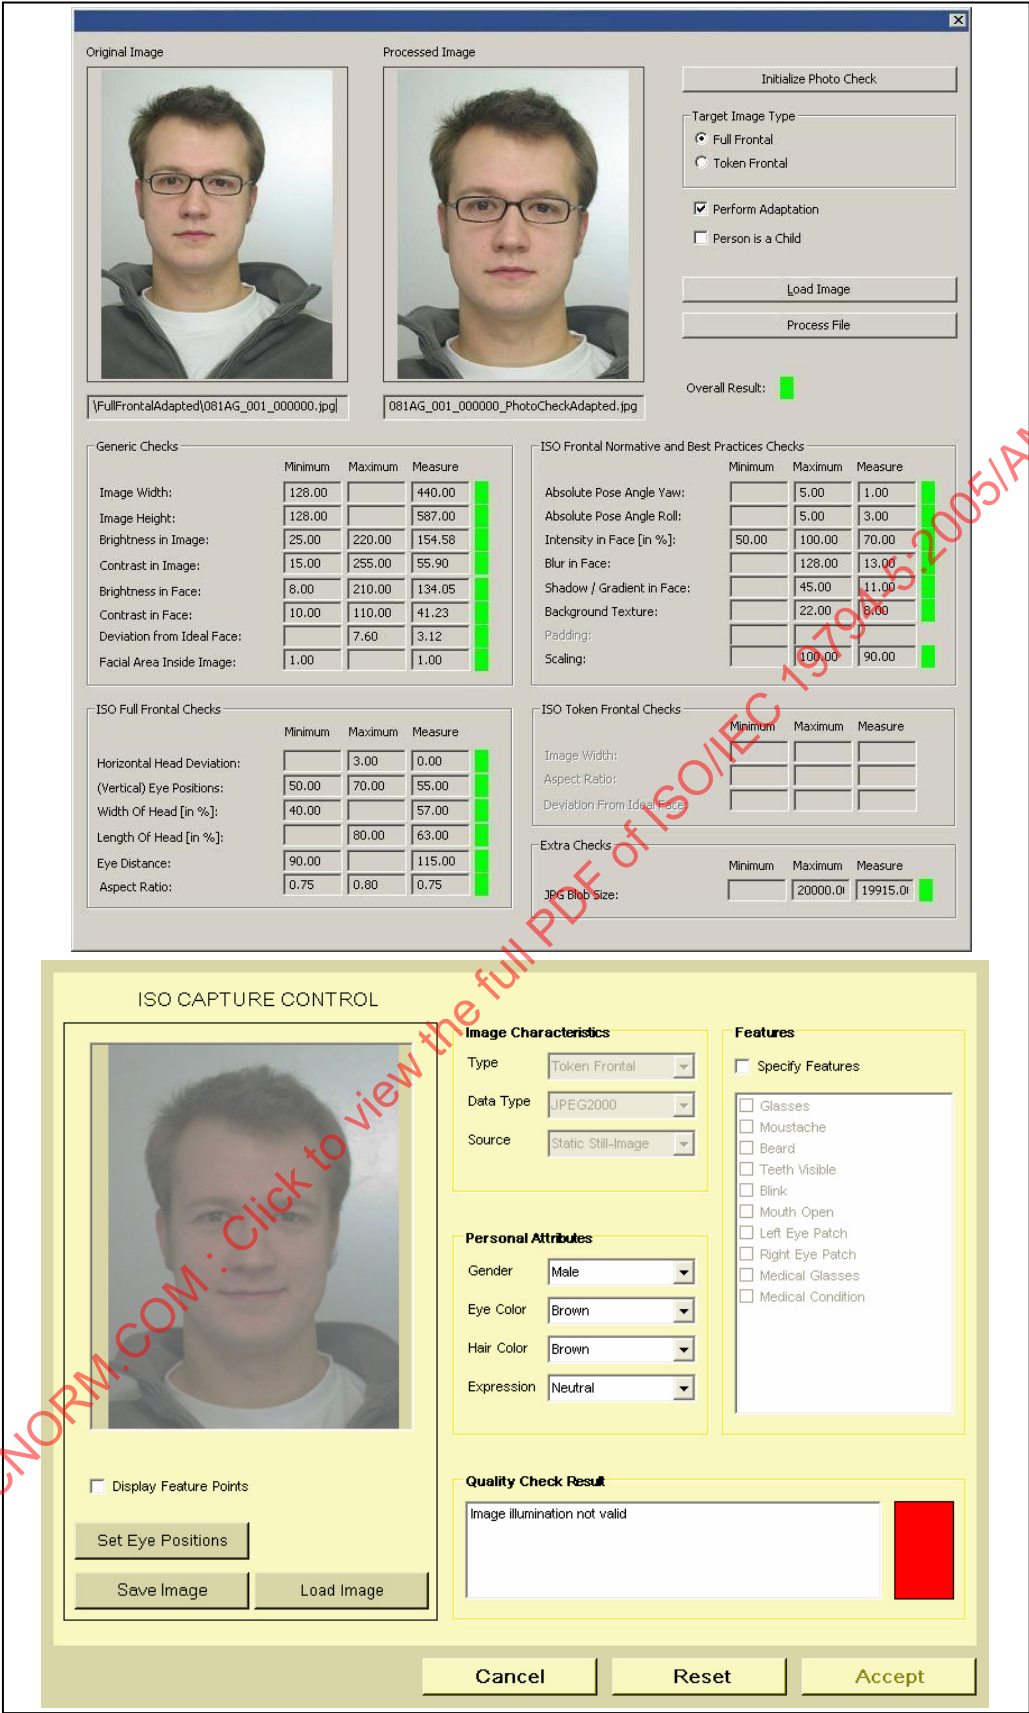 Original Image
Processed Image
Initialize Photo Check
Target Image Type
Full Frontal
Token Frontal
Perform Adaptation
Person is a Child
Load Image
Process File
Overall Result:
\FullFrontalAdapted\081AG_001_000000.jpg
081AG_001_000000_PhotoCheckAdapted.jpg
Generic Checks
Minimum Maximum Measure
Image Width: 128.00 440.00
Image Height: 128.00 587.00
Brightness in Image: 25.00 220.00 154.58
Contrast in Image: 15.00 255.00 55.90
Brightness in Face: 8.00 210.00 134.05
Contrast in Face: 10.00 110.00 41.23
Deviation from Ideal Face: 7.60 3.12
Facial Area Inside Image: 1.00 1.00
ISO Frontal Normative and Best Practices Checks
Minimum Maximum Measure
Absolute Pose Angle Yaw: 5.00 1.00
Absolute Pose Angle Roll: 5.00 3.00
Intensity in Face [in %]: 50.00 100.00 70.00
Blur in Face: 128.00 13.00
Shadow / Gradient in Face: 45.00 11.00
Background Texture: 22.00 8.00
Padding:
Scaling: 100.00 90.00
ISO Full Frontal Checks
Minimum Maximum Measure
Horizontal Head Deviation: 3.00 0.00
(Vertical) Eye Positions: 50.00 70.00 55.00
Width Of Head [in %]: 40.00 57.00
Length Of Head [in %]: 80.00 63.00
Eye Distance: 90.00 115.00
Aspect Ratio: 0.75 0.80 0.75
ISO Token Frontal Checks
Minimum Maximum Measure
Image Width:
Aspect Ratio:
Deviation From Ideal Face:
Extra Checks
Minimum Maximum Measure
JPG Blob Size: 20000.0 19915.0
ISO CAPTURE CONTROL
Image Characteristics
Type Token Frontal
Data Type JPEG2000
Source Static Still-Image
Personal Attributes
Gender Male
Eye Color Brown
Hair Color Brown
Expression Neutral
Features
Specify Features
Glasses
Moustache
Beard
Teeth Visible
Blink
Mouth Open
Left Eye Patch
Right Eye Patch
Medical Glasses
Medical Condition
Display Feature Points
Set Eye Positions
Save Image
Load Image
Quality Check Result
Image illumination not valid
Cancel
Reset
Accept
CNORM.COM : Click to view the full PDF of ISO/IEC 19794-5:2005/AM